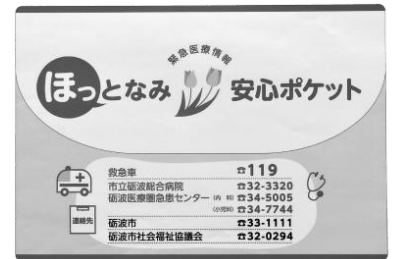 緊急医療情報
ほっとなみ 安心ポケット
救急車 ☎119
市立砺波総合病院 ☎32-3320
砺波医療圏急患センター (内 科) ☎34-5005
(小児科) ☎34-7744
連絡先
砺波市 ☎33-1111
砺波市社会福祉協議会 ☎32-0294